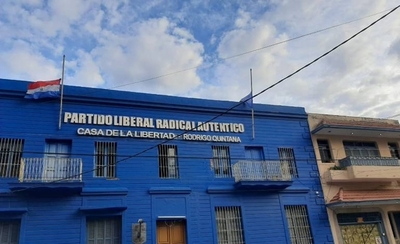 PARTIDO LIBERAL RADICAL AUTENTICO
CASA DE LA LIBERTAD - RODRIGO QUINTANA